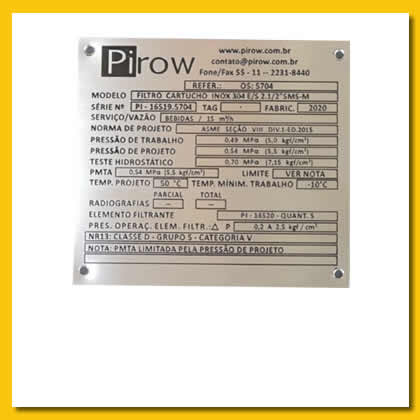 Pirow
www.pirow.com.br
contato@pirow.com.br
Fone/Fax 55 - 11 -- 2231-8440
REFER.: OS: 5704
MODELO FILTRO CARTUCHO INOX 304 E/S 2.1/2" SMS-M
SÉRIE Nº PI - 16519.5704 TAG - FABRIC. 2020
SERVIÇO/VAZÃO BEBIDAS / 15 m³/h
NORMA DE PROJETO ASME SEÇÃO VIII DIV.1-ED.2015
PRESSÃO DE TRABALHO 0,49 MPa (5,0 kgf/cm²)
PRESSÃO DE PROJETO 0,54 MPa (5,5 kgf/cm²)
TESTE HIDROSTÁTICO 0,70 MPa (7,15 kgf/cm²)
PMTA 0,54 MPa (5,5 kgf/cm²) LIMITE VER NOTA
TEMP. PROJETO 50 °C TEMP. MÍNIM. TRABALHO -10°C
PARCIAL TOTAL
RADIOGRAFIAS -- --
ELEMENTO FILTRANTE PI - 16520 - QUANT. 5
PRES. OPERAÇ. ELEM. FILTR.: △ P 0,2 A 2,5 kgf/cm²
NR13: CLASSE D - GRUPO 5 - CATEGORIA V
NOTA: PMTA LIMITADA PELA PRESSÃO DE PROJETO